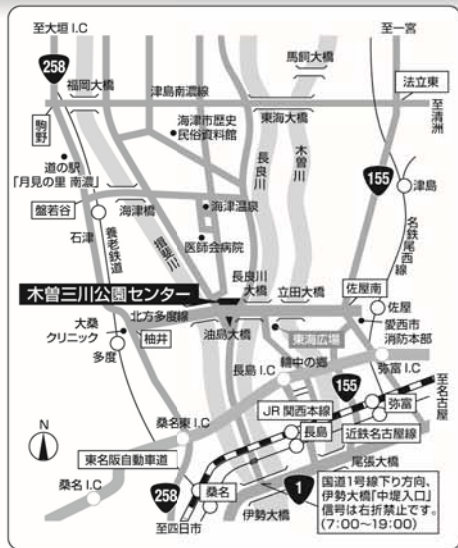 至大垣 I.C
至一宮
258
福岡大橋
馬飼大橋
津島南濃線
法立東
駒野
海津市歴史
民俗資料館
東海大橋
至清洲
道の駅
「月見の里 南濃」
長良川
木曽川
155
津島
海津温泉
盤若谷
海津橋
石津
養老鉄道
揖斐川
医師会病院
名鉄尾西線
長良川
大橋
立田大橋
佐屋南
木曽三川公園センター
佐屋
北方多度線
大桑
クリニック
柚井
油島大橋
東海広場
愛西市
消防本部
多度
輪中の郷
長島 I.C
弥富 I.C
155
至名古屋
桑名東 I.C
JR 関西本線
弥富
長島
近鉄名古屋線
N
東名阪自動車道
尾張大橋
桑名 I.C
258
桑名
1
国道1号線下り方向、
伊勢大橋「中堤入口」
信号は右折禁止です。
(7:00〜19:00)
伊勢大橋
至四日市